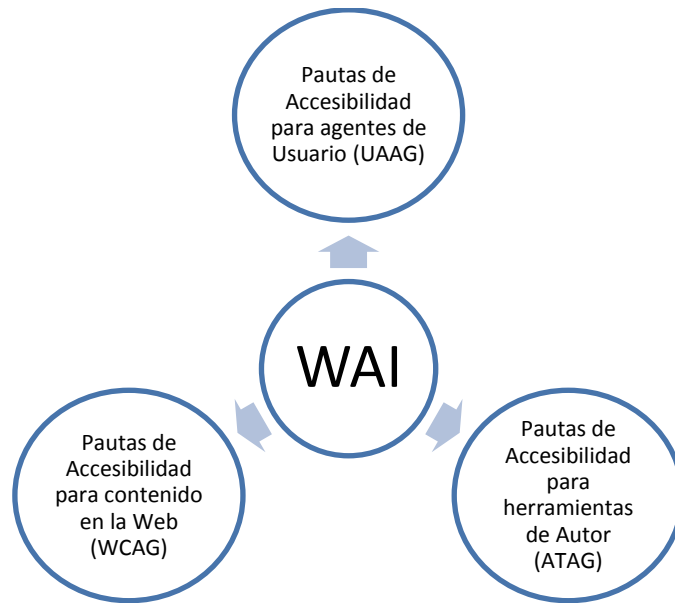 Pautas de
Accesibilidad
para agentes de
Usuario (UAAG)
WAI
Pautas de
Accesibilidad
para contenido
en la Web
(WCAG)
Pautas de
Accesibilidad
para
herramientas
de Autor
(ATAG)